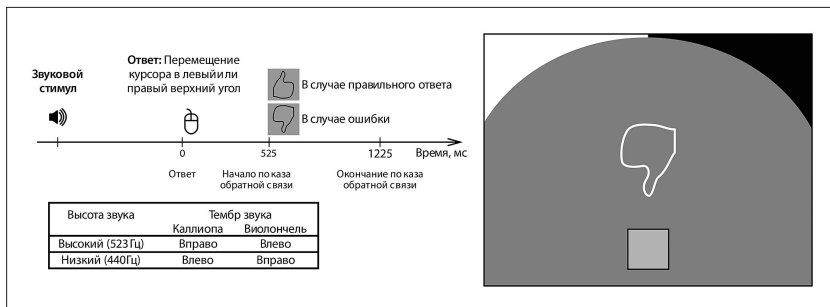 Звуковой
стимул
Ответ: Перемещение
курсора в левый или
правый верхний угол
В случае правильного ответа
В случае ошибки
0
525
1225
Время, мс
Ответ
Начало показа
обратной связи
Окончание показа
обратной связи
Высота звука Тембр звука
Каллиопа Виолончель
Высокий (523 Гц) Вправо Влево
Низкий (440Гц) Влево Вправо